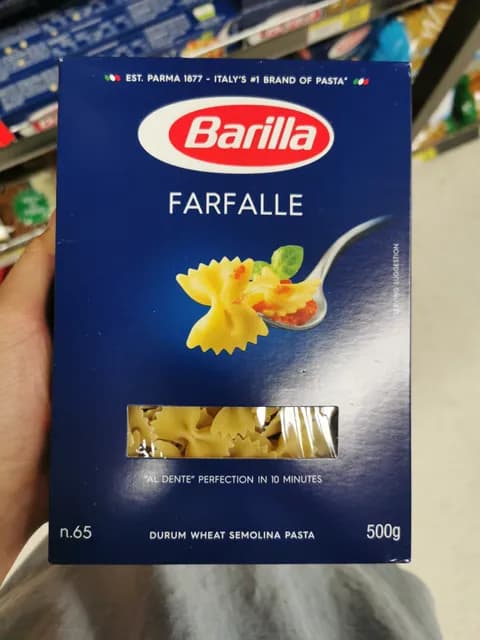 EST. PARMA 1877 - ITALY'S #1 BRAND OF PASTA*
Barilla
FARFALLE
SUGGESTION
"AL DENTE" PERFECTION IN 10 MINUTES
n.65
DURUM WHEAT SEMOLINA PASTA
500g